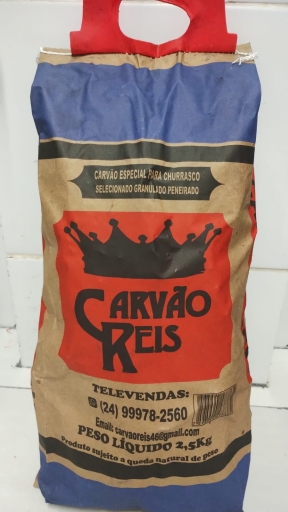 CARVÃO ESPECIAL PARA CHURRASCO
SELECIONADO GRANULADO PENEIRADO
CARVÃO
REIS
TELEVENDAS:
(24) 99978-2560
Email: carvaoreis46@gmail.com
PESO LÍQUIDO 2,5Kg
Produto sujeito a queda natural de peso